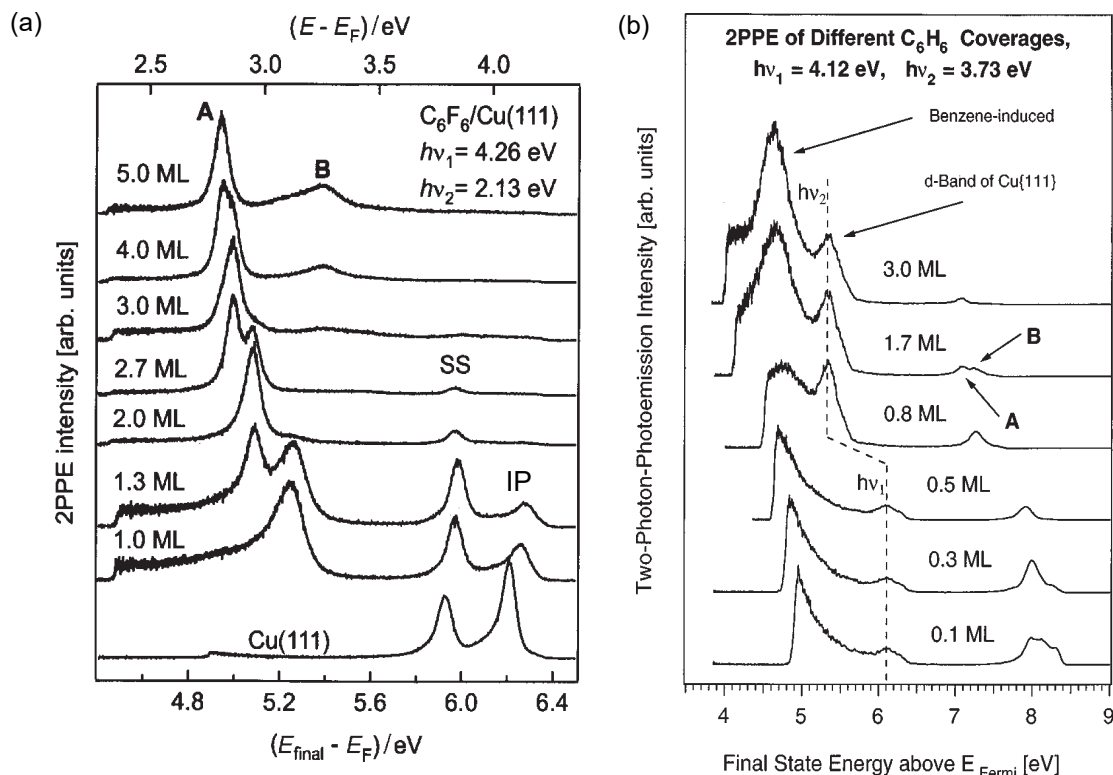 (a)
(E - E_F) / eV
2.5 3.0 3.5 4.0
A
B
C₆F₆/Cu(111)
hν₁= 4.26 eV
hν₂= 2.13 eV
5.0 ML
4.0 ML
3.0 ML
2.7 ML
SS
2.0 ML
1.3 ML
IP
1.0 ML
Cu(111)
2PPE intensity [arb. units]
4.8 5.2 5.6 6.0 6.4
(E_final - E_F)/eV
(b)
2PPE of Different C₆H₆ Coverages,
hν₁ = 4.12 eV, hν₂ = 3.73 eV
Benzene-induced
hν₂
d-Band of Cu{111}
3.0 ML
B
1.7 ML
A
0.8 ML
hν₁
0.5 ML
0.3 ML
0.1 ML
Two-Photon-Photoemission Intensity [arb. units]
4 5 6 7 8 9
Final State Energy above E_Fermi [eV]